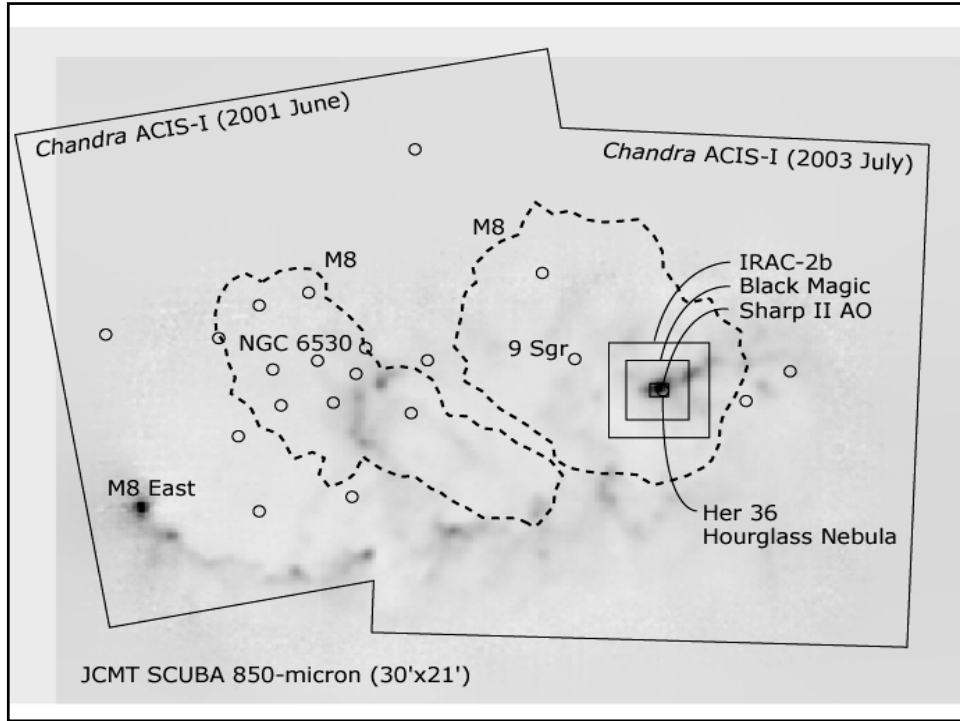 Chandra ACIS-I (2001 June)
Chandra ACIS-I (2003 July)
M8
M8
IRAC-2b
Black Magic
Sharp II AO
NGC 6530
9 Sgr
M8 East
Her 36
Hourglass Nebula
JCMT SCUBA 850-micron (30'x21')